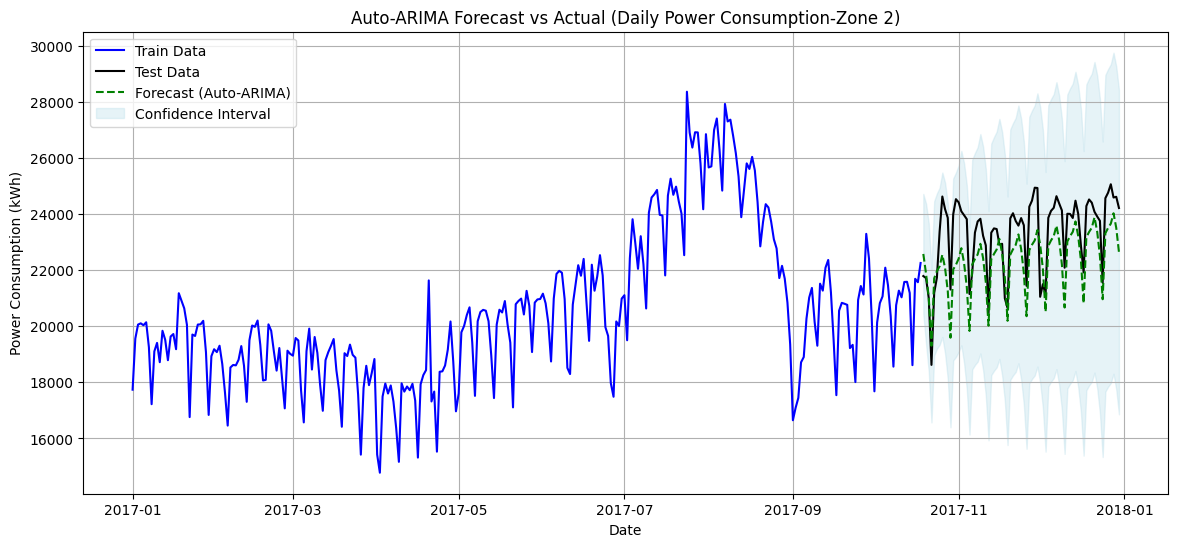 Auto-ARIMA Forecast vs Actual (Daily Power Consumption-Zone 2)
Train Data
Test Data
Forecast (Auto-ARIMA)
Confidence Interval
Power Consumption (kWh)
30000
28000
26000
24000
22000
20000
18000
16000
2017-01 2017-03 2017-05 2017-07 2017-09 2017-11 2018-01
Date